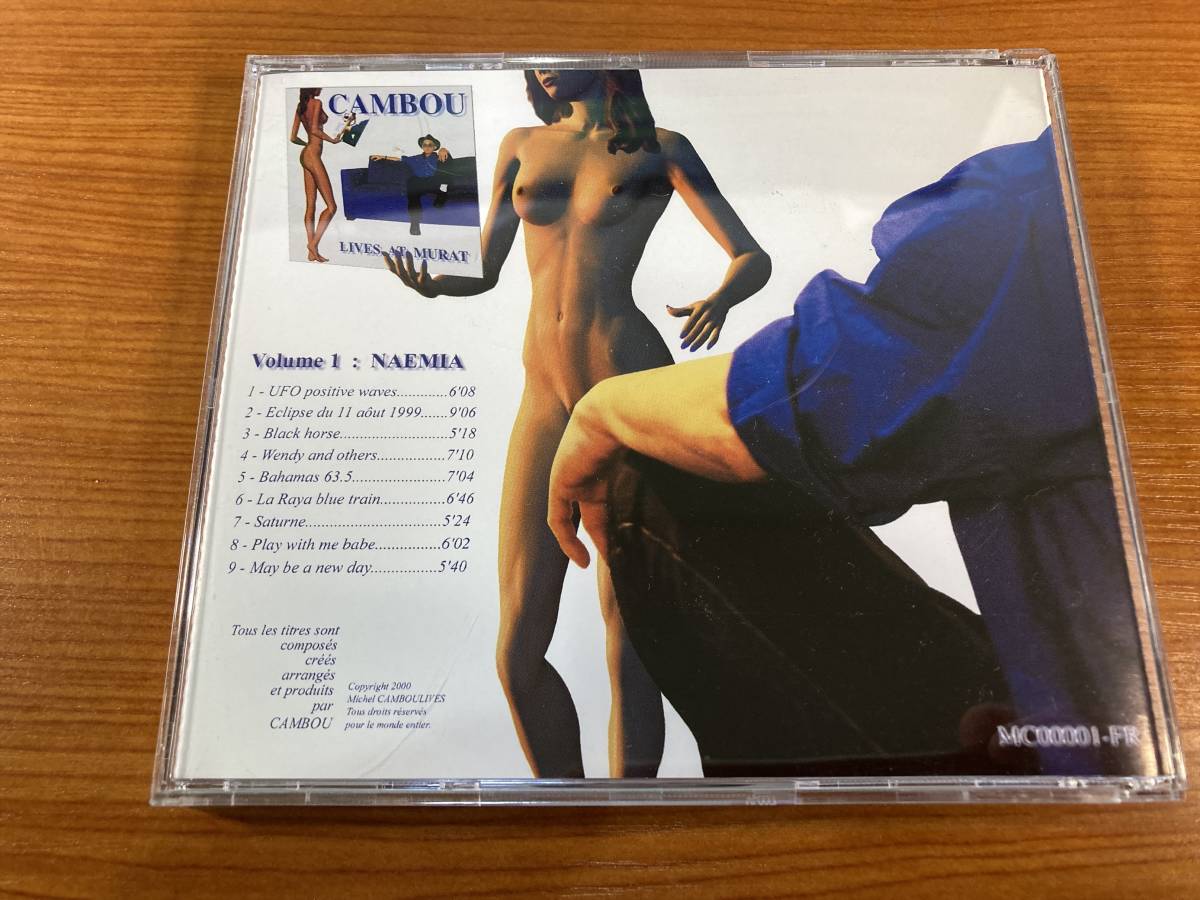 CAMBOU
LIVES AT MURAT
Volume 1 : NAEMIA
1 - UFO positive waves.............6'08
2 - Eclipse du 11 aôut 1999.......9'06
3 - Black horse...........................5'18
4 - Wendy and others.................7'10
5 - Bahamas 63.5.......................7'04
6 - La Raya blue train................6'46
7 - Saturne..................................5'24
8 - Play with me babe................6'02
9 - May be a new day................5'40
Tous les titres sont
composés
créés
arrangés
et produits
par
CAMBOU
Copyright 2000
Michel CAMBOULIVES
Tous droits réservés
pour le monde entier.
MC00001-FR